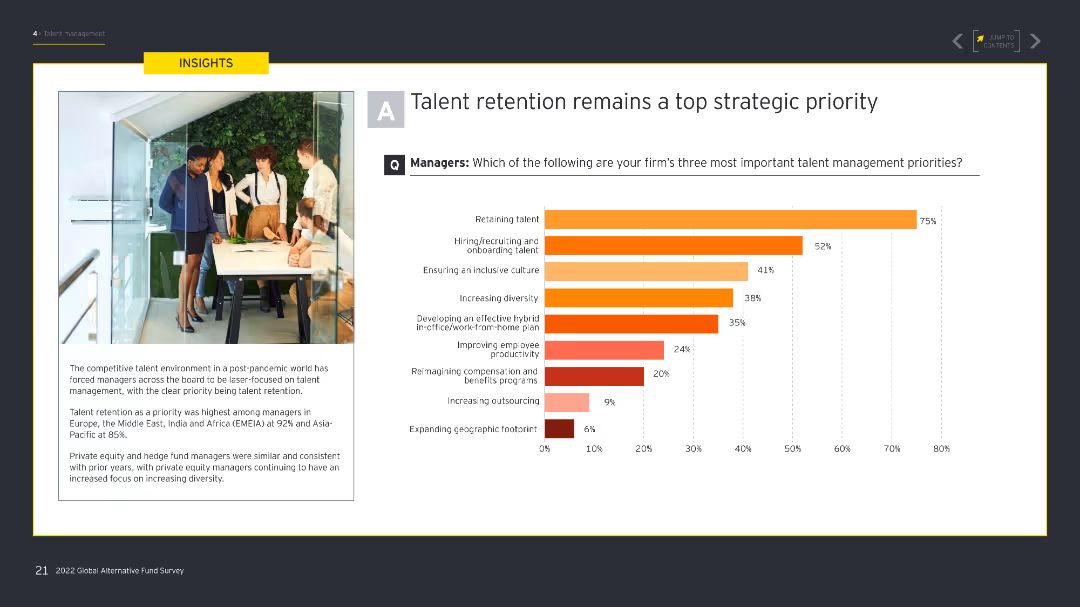 4 > Talent management
JUMP TO
CONTENTS
INSIGHTS
A
Talent retention remains a top strategic priority
Q
Managers: Which of the following are your firm's three most important talent management priorities?
Retaining talent
75%
Hiring/recruiting and
onboarding talent
52%
Ensuring an inclusive culture
41%
Increasing diversity
38%
Developing an effective hybrid
in-office/work-from-home plan
35%
Improving employee
productivity
24%
Reimagining compensation and
benefits programs
20%
Increasing outsourcing
9%
Expanding geographic footprint
6%
0% 10% 20% 30% 40% 50% 60% 70% 80%
The competitive talent environment in a post-pandemic world has
forced managers across the board to be laser-focused on talent
management, with the clear priority being talent retention.
Talent retention as a priority was highest among managers in
Europe, the Middle East, India and Africa (EMEIA) at 92% and Asia-
Pacific at 85%.
Private equity and hedge fund managers were similar and consistent
with prior years, with private equity managers continuing to have an
increased focus on increasing diversity.
21 2022 Global Alternative Fund Survey